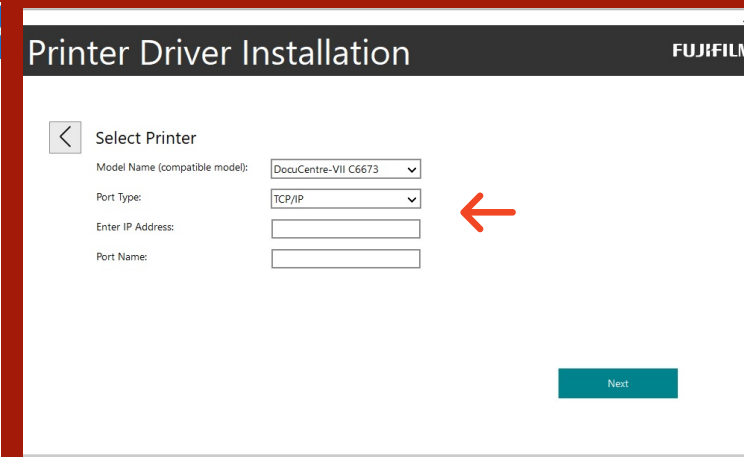 Printer Driver Installation
FUJIFILM
Select Printer
Model Name (compatible model): DocuCentre-VII C6673
Port Type: TCP/IP
Enter IP Address:
Port Name:
Next